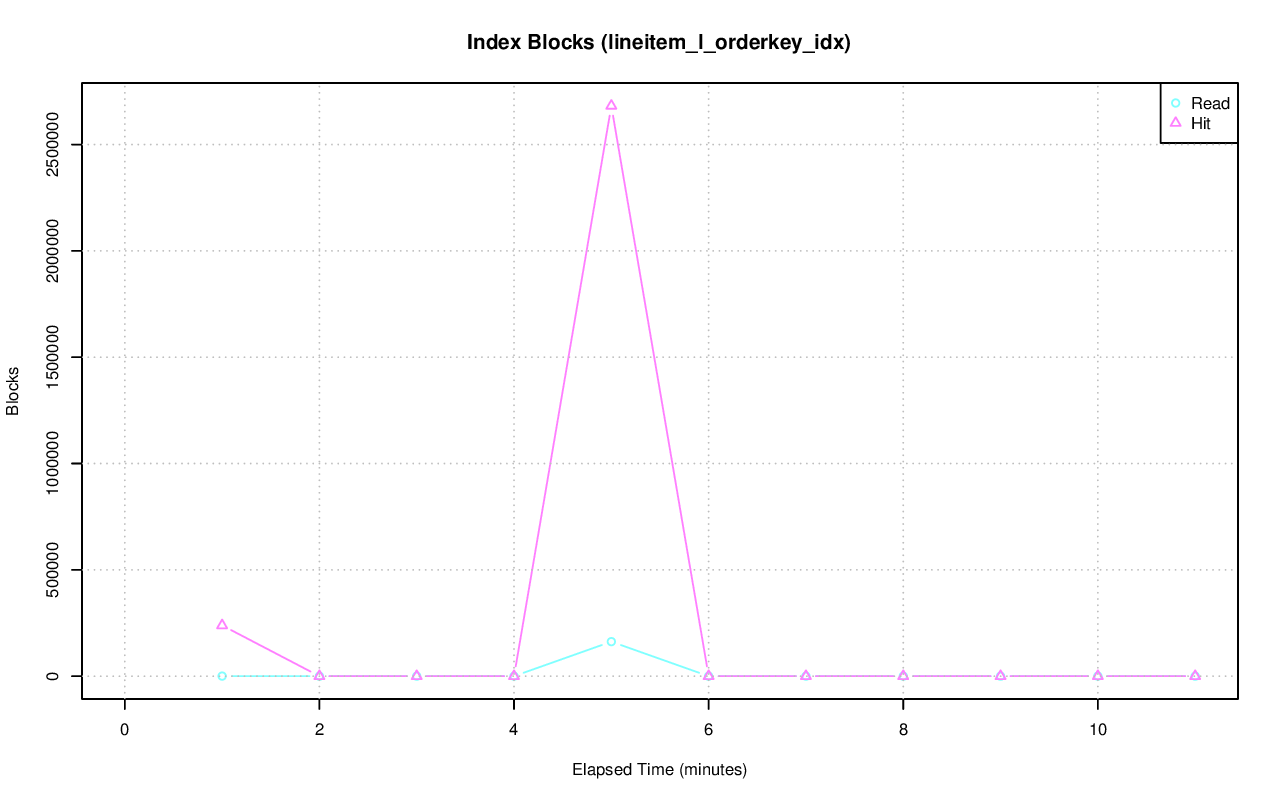 Index Blocks (lineitem_l_orderkey_idx)
Read
Hit
2500000
2000000
1500000
1000000
500000
0
Blocks
0 2 4 6 8 10
Elapsed Time (minutes)